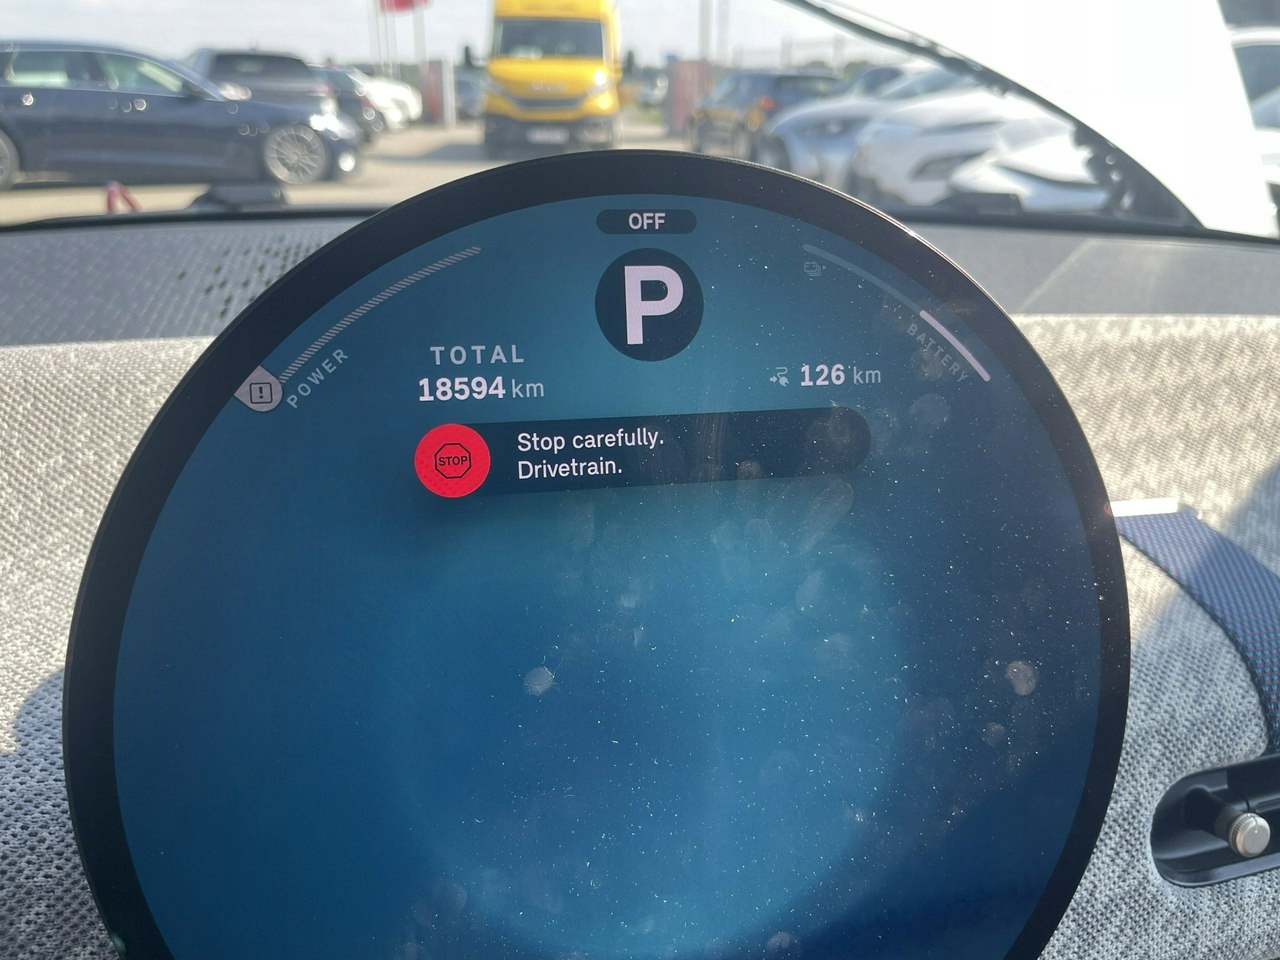 OFF
P
POWER
TOTAL
18594 km
126 km
BATTERY
STOP
Stop carefully.
Drivetrain.